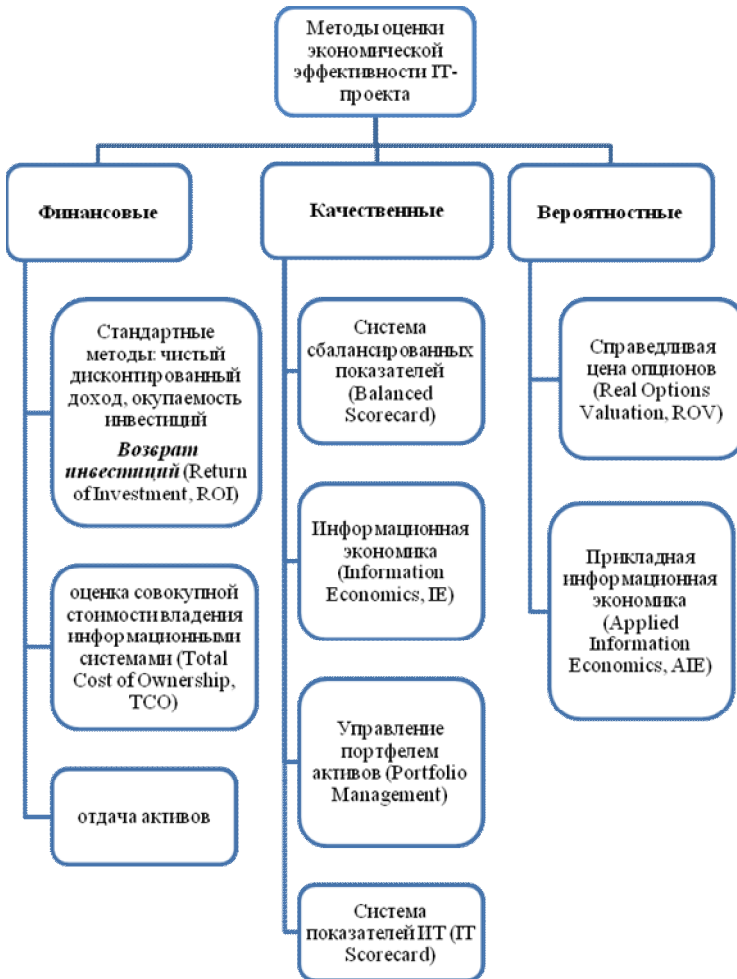 Методы оценки
экономической
эффективности IT-
проекта
Финансовые
Качественные
Вероятностные
Стандартные
методы: чистый
дисконтированный
доход, окупаемость
инвестиций
Возврат
инвестиций (Return
of Investment, ROI)
оценка совокупной
стоимости владения
информационными
системами (Total
Cost of Ownership,
TCO)
отдача активов
Система
сбалансированных
показателей
(Balanced Scorecard)
Информационная
экономика
(Information
Economics, IE)
Управление
портфелем
активов (Portfolio
Management)
Система
показателей ИТ (IT
Scorecard)
Справедливая
цена опционов
(Real Options
Valuation, ROV)
Прикладная
информационная
экономика
(Applied
Information
Economics, AIE)